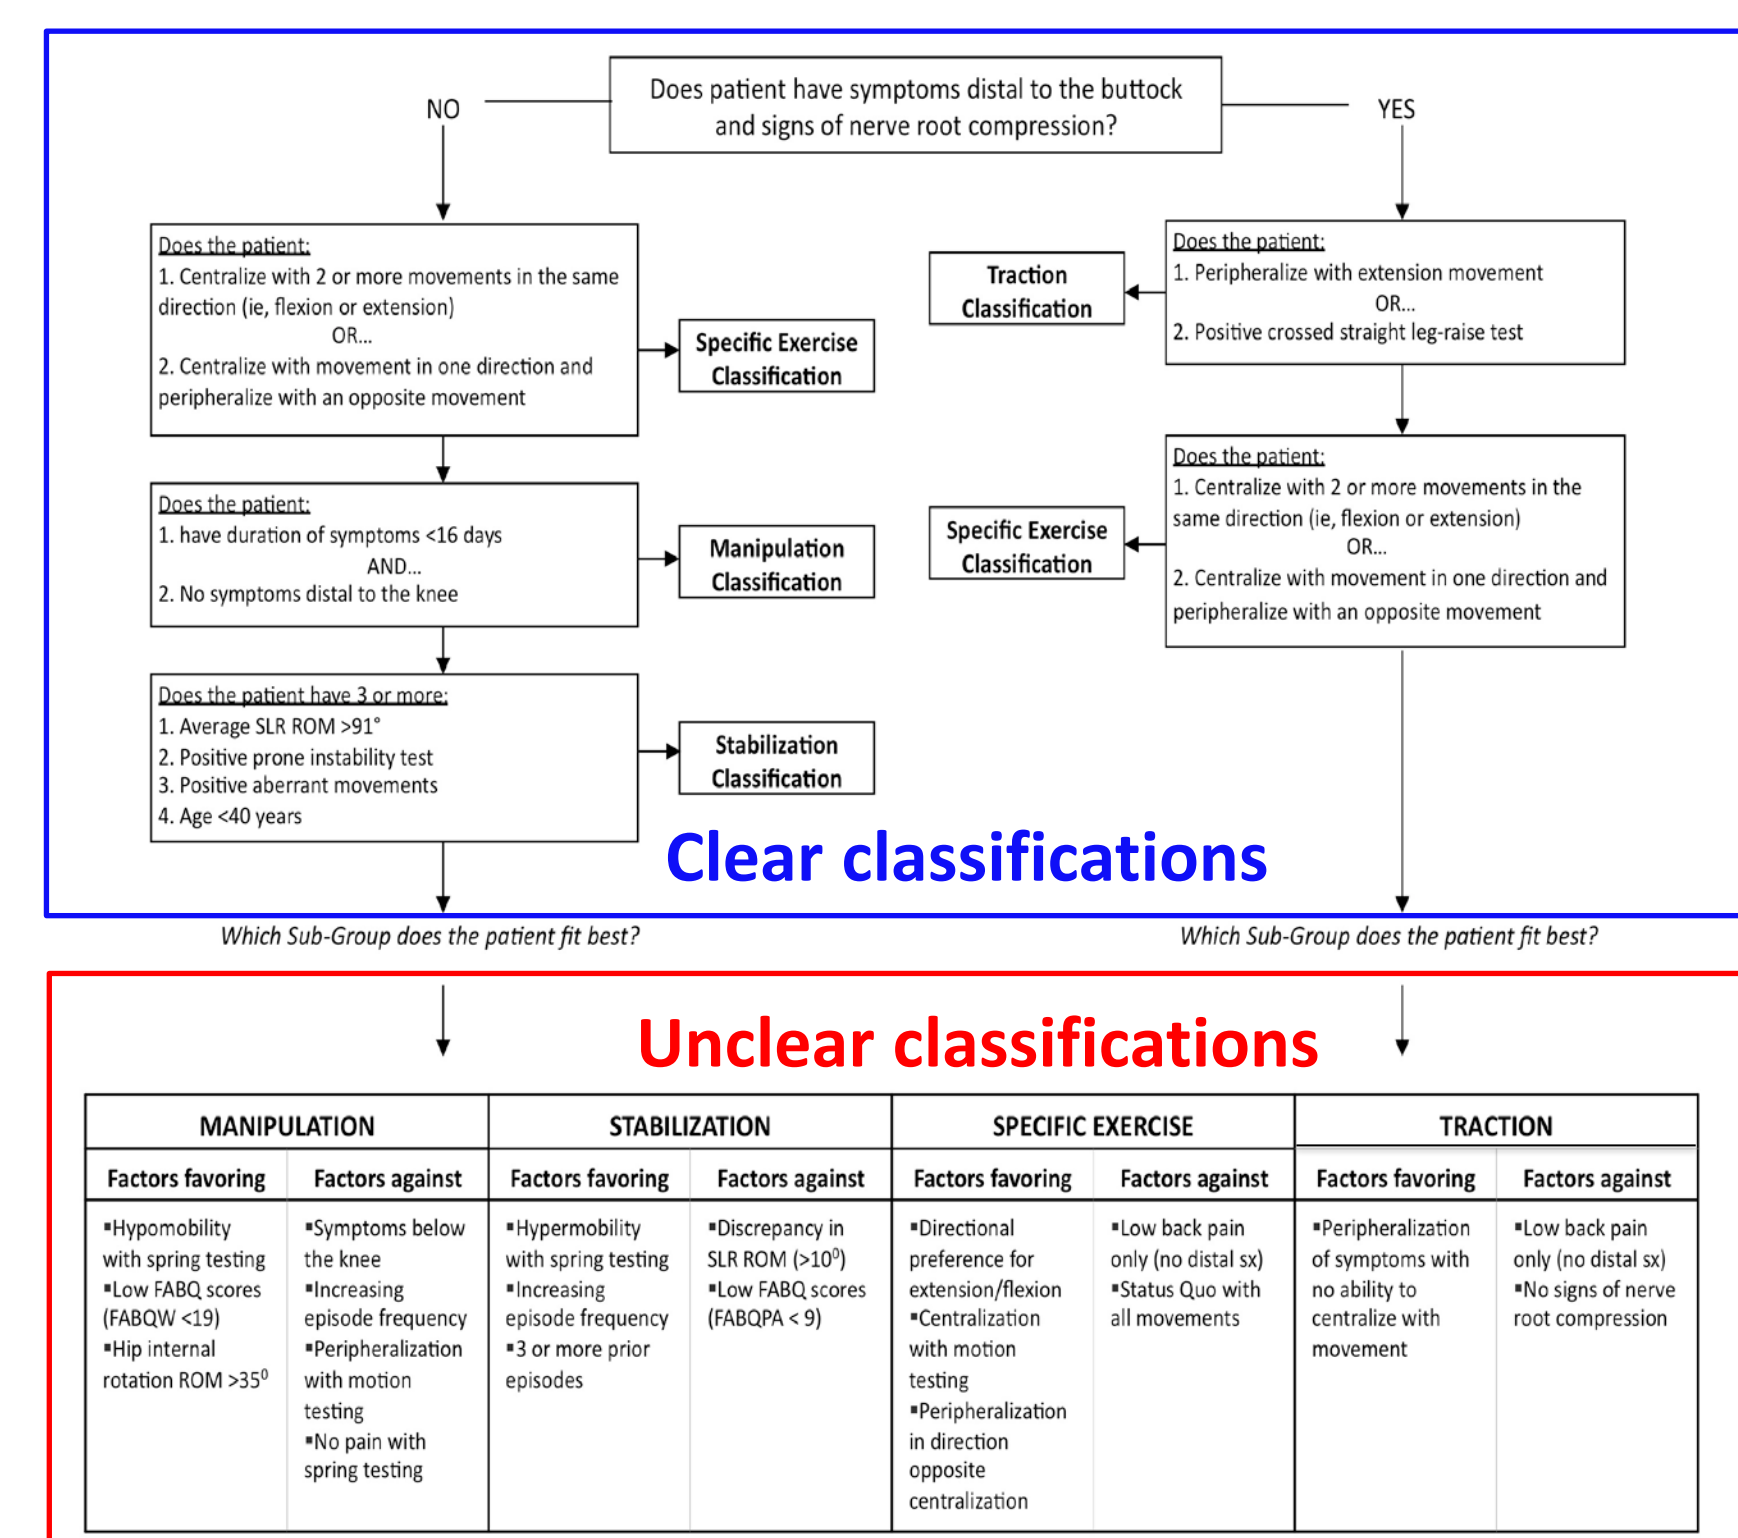 Does patient have symptoms distal to the buttock
and signs of nerve root compression?
NO
YES
Does the patient:
1. Centralize with 2 or more movements in the same
direction (ie, flexion or extension)
OR...
2. Centralize with movement in one direction and
peripheralize with an opposite movement
Specific Exercise
Classification
Does the patient:
1. have duration of symptoms <16 days
AND...
2. No symptoms distal to the knee
Manipulation
Classification
Does the patient have 3 or more:
1. Average SLR ROM >91°
2. Positive prone instability test
3. Positive aberrant movements
4. Age <40 years
Stabilization
Classification
Traction
Classification
Does the patient:
1. Peripheralize with extension movement
OR...
2. Positive crossed straight leg-raise test
Specific Exercise
Classification
Does the patient:
1. Centralize with 2 or more movements in the
same direction (ie, flexion or extension)
OR...
2. Centralize with movement in one direction and
peripheralize with an opposite movement
Clear classifications
Which Sub-Group does the patient fit best?
Which Sub-Group does the patient fit best?
Unclear classifications
MANIPULATION
Factors favoring
▪Hypomobility
with spring testing
▪Low FABQ scores
(FABQW <19)
▪Hip internal
rotation ROM >35⁰
Factors against
▪Symptoms below
the knee
▪Increasing
episode frequency
▪Peripheralization
with motion
testing
▪No pain with
spring testing
STABILIZATION
Factors favoring
▪Hypermobility
with spring testing
▪Increasing
episode frequency
▪3 or more prior
episodes
Factors against
▪Discrepancy in
SLR ROM (>10⁰)
▪Low FABQ scores
(FABQPA < 9)
SPECIFIC EXERCISE
Factors favoring
▪Directional
preference for
extension/flexion
▪Centralization
with motion
testing
▪Peripheralization
in direction
opposite
centralization
Factors against
▪Low back pain
only (no distal sx)
▪Status Quo with
all movements
TRACTION
Factors favoring
▪Peripheralization
of symptoms with
no ability to
centralize with
movement
Factors against
▪Low back pain
only (no distal sx)
▪No signs of nerve
root compression